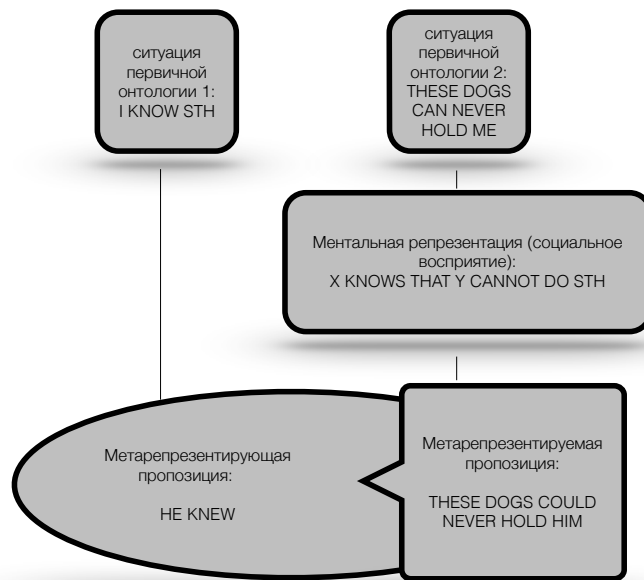 ситуация
первичной
онтологии 1:
I KNOW STH
ситуация
первичной
онтологии 2:
THESE DOGS
CAN NEVER
HOLD ME
Ментальная репрезентация (социальное
восприятие):
X KNOWS THAT Y CANNOT DO STH
Метарепрезентирующая
пропозиция:
HE KNEW
Метарепрезентируемая
пропозиция:
THESE DOGS COULD
NEVER HOLD HIM